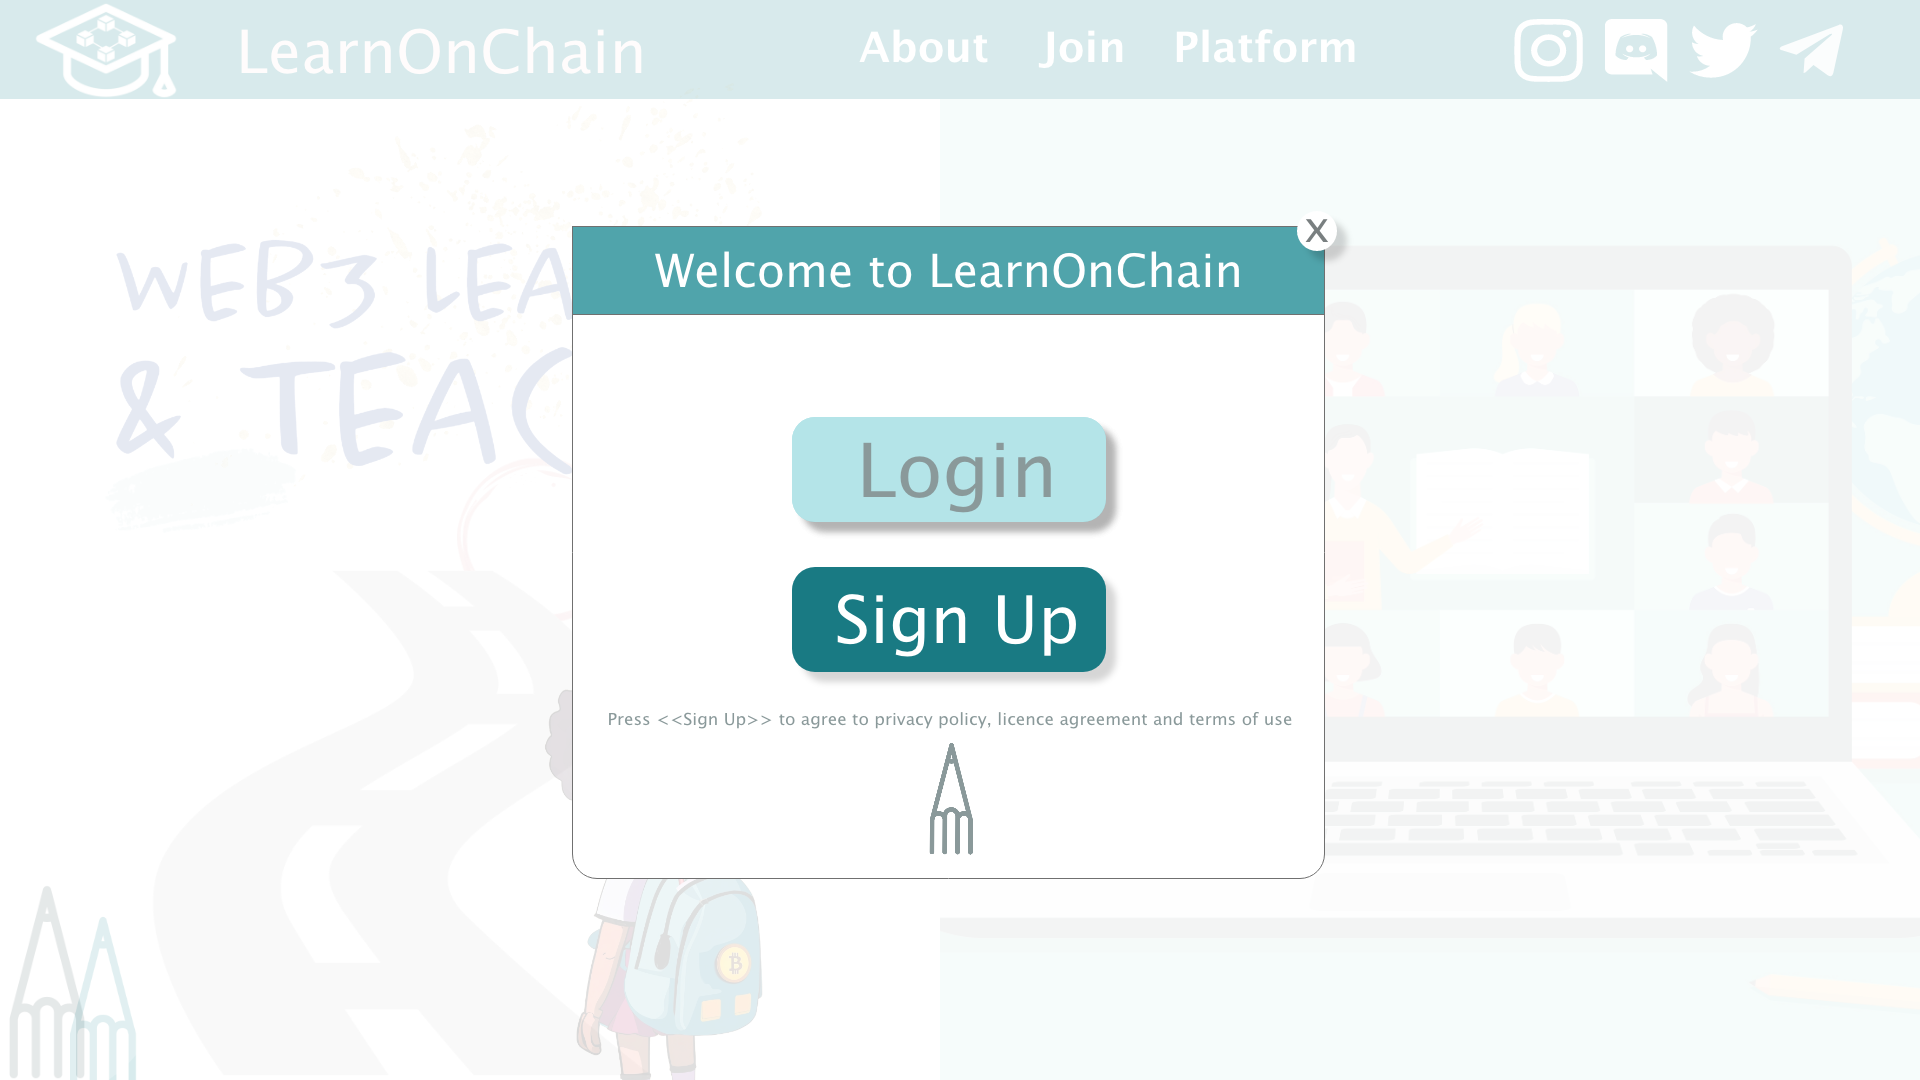 LearnOnChain
About Join Platform
WEB3 LEA
& TEAC
X
Welcome to LearnOnChain
Login
Sign Up
Press <<Sign Up>> to agree to privacy policy, licence agreement and terms of use